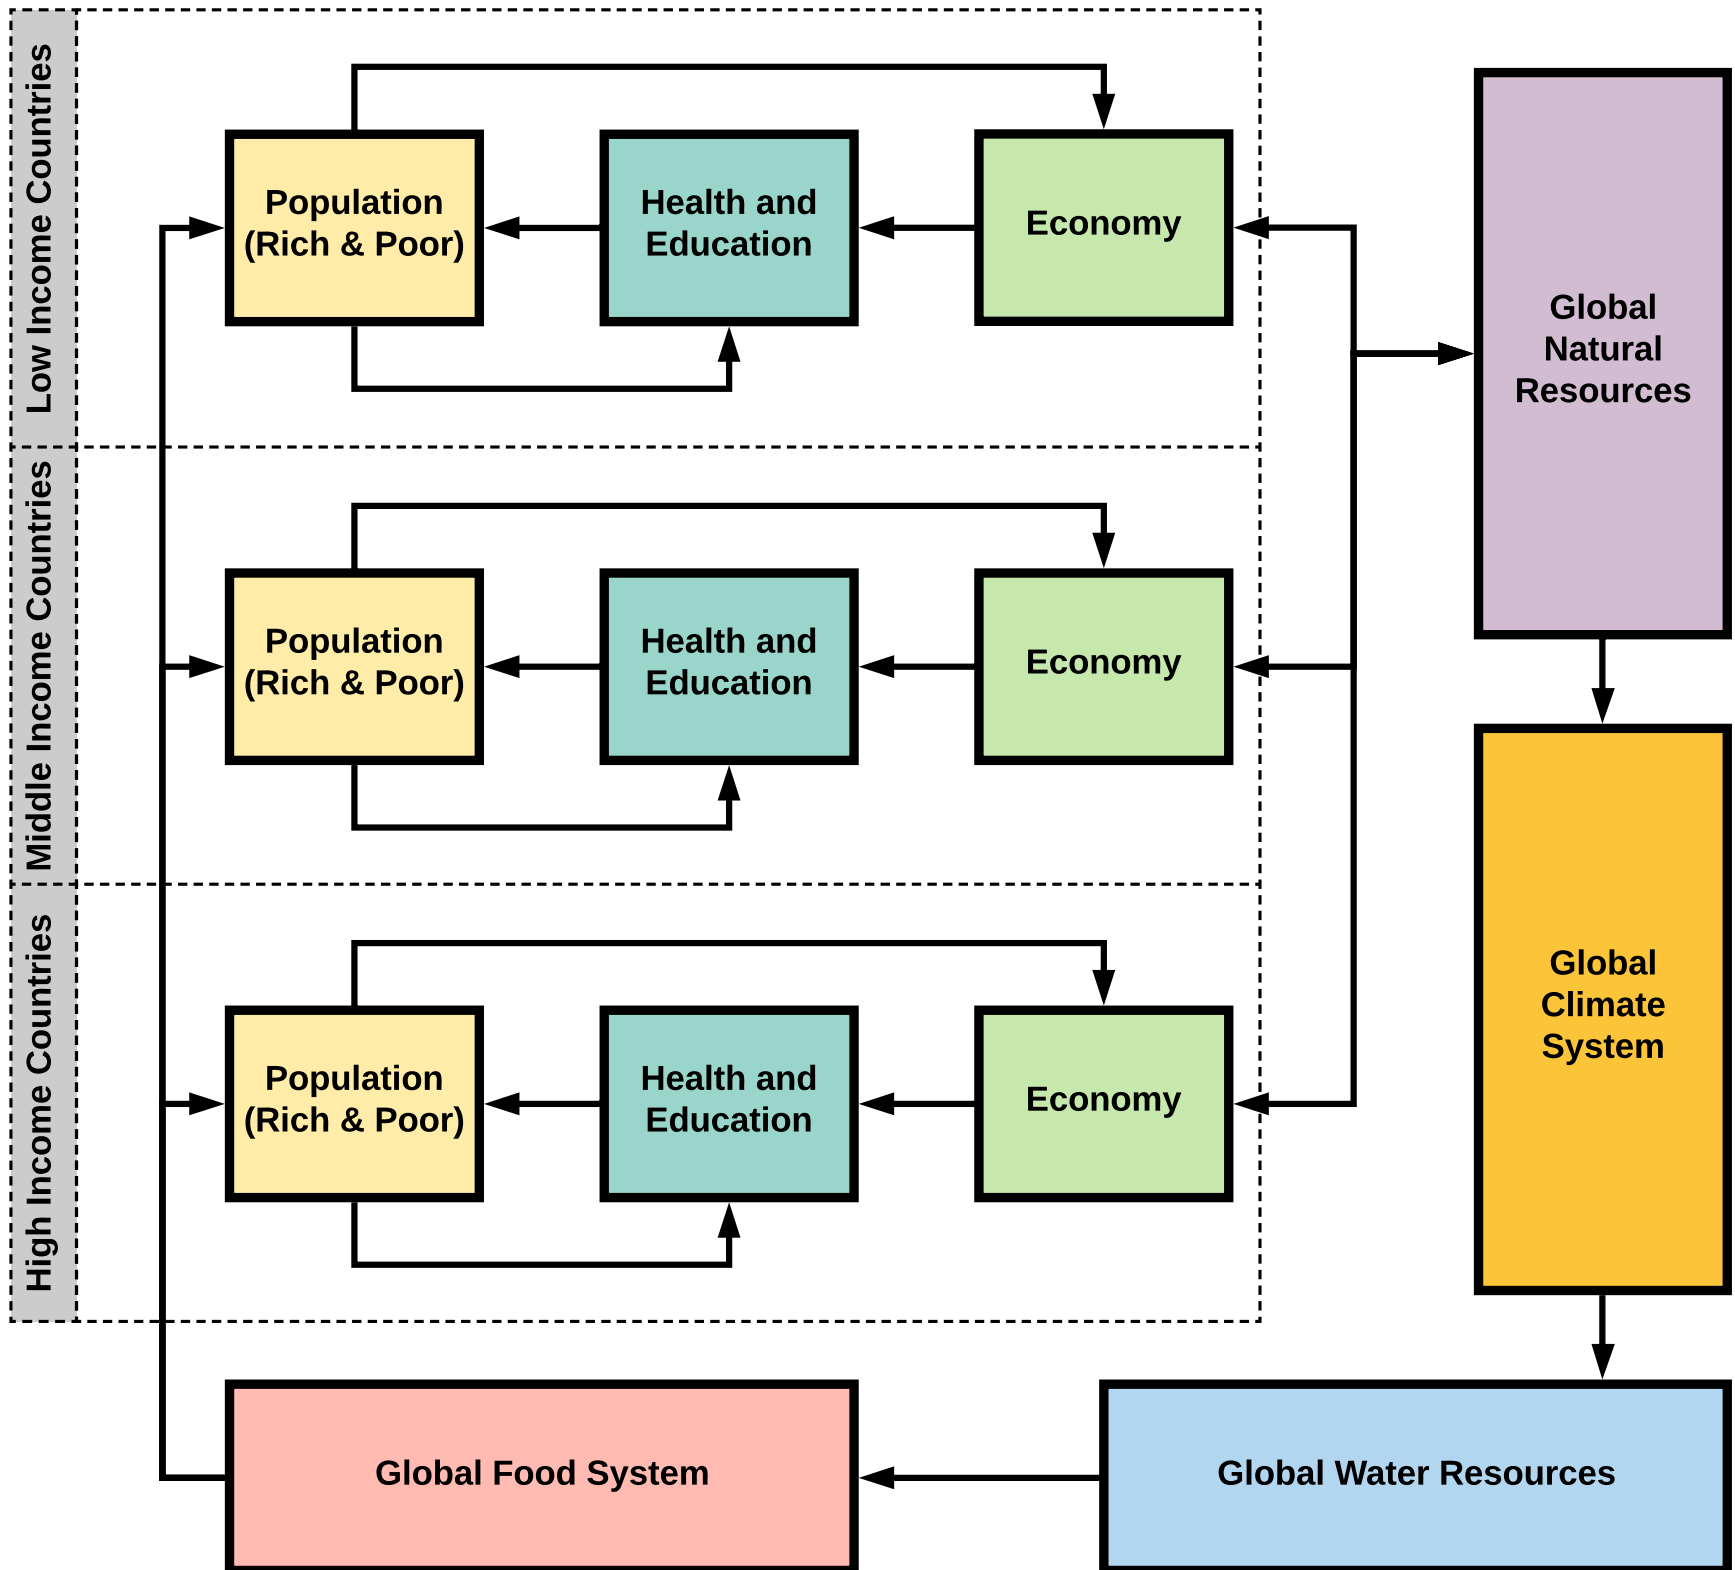 Low Income Countries
Population
(Rich & Poor)
Health and
Education
Economy
Global
Natural
Resources
Middle Income Countries
Population
(Rich & Poor)
Health and
Education
Economy
Global
Climate
System
High Income Countries
Population
(Rich & Poor)
Health and
Education
Economy
Global Food System
Global Water Resources